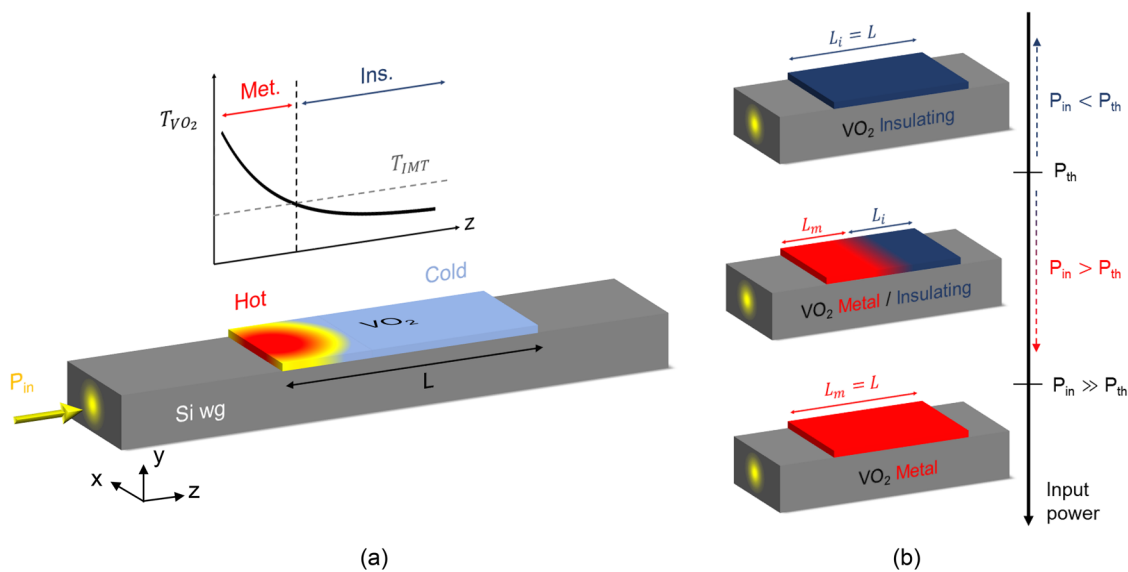 Met.
Ins.
T_VO₂
T_IMT
z
Cold
Hot
VO₂
L
P_in
Si wg
y
x
z
(a)
L_i = L
VO₂ Insulating
P_in < P_th
P_th
L_m
L_i
VO₂ Metal / Insulating
P_in > P_th
L_m = L
P_in ≫ P_th
VO₂ Metal
Input
power
(b)